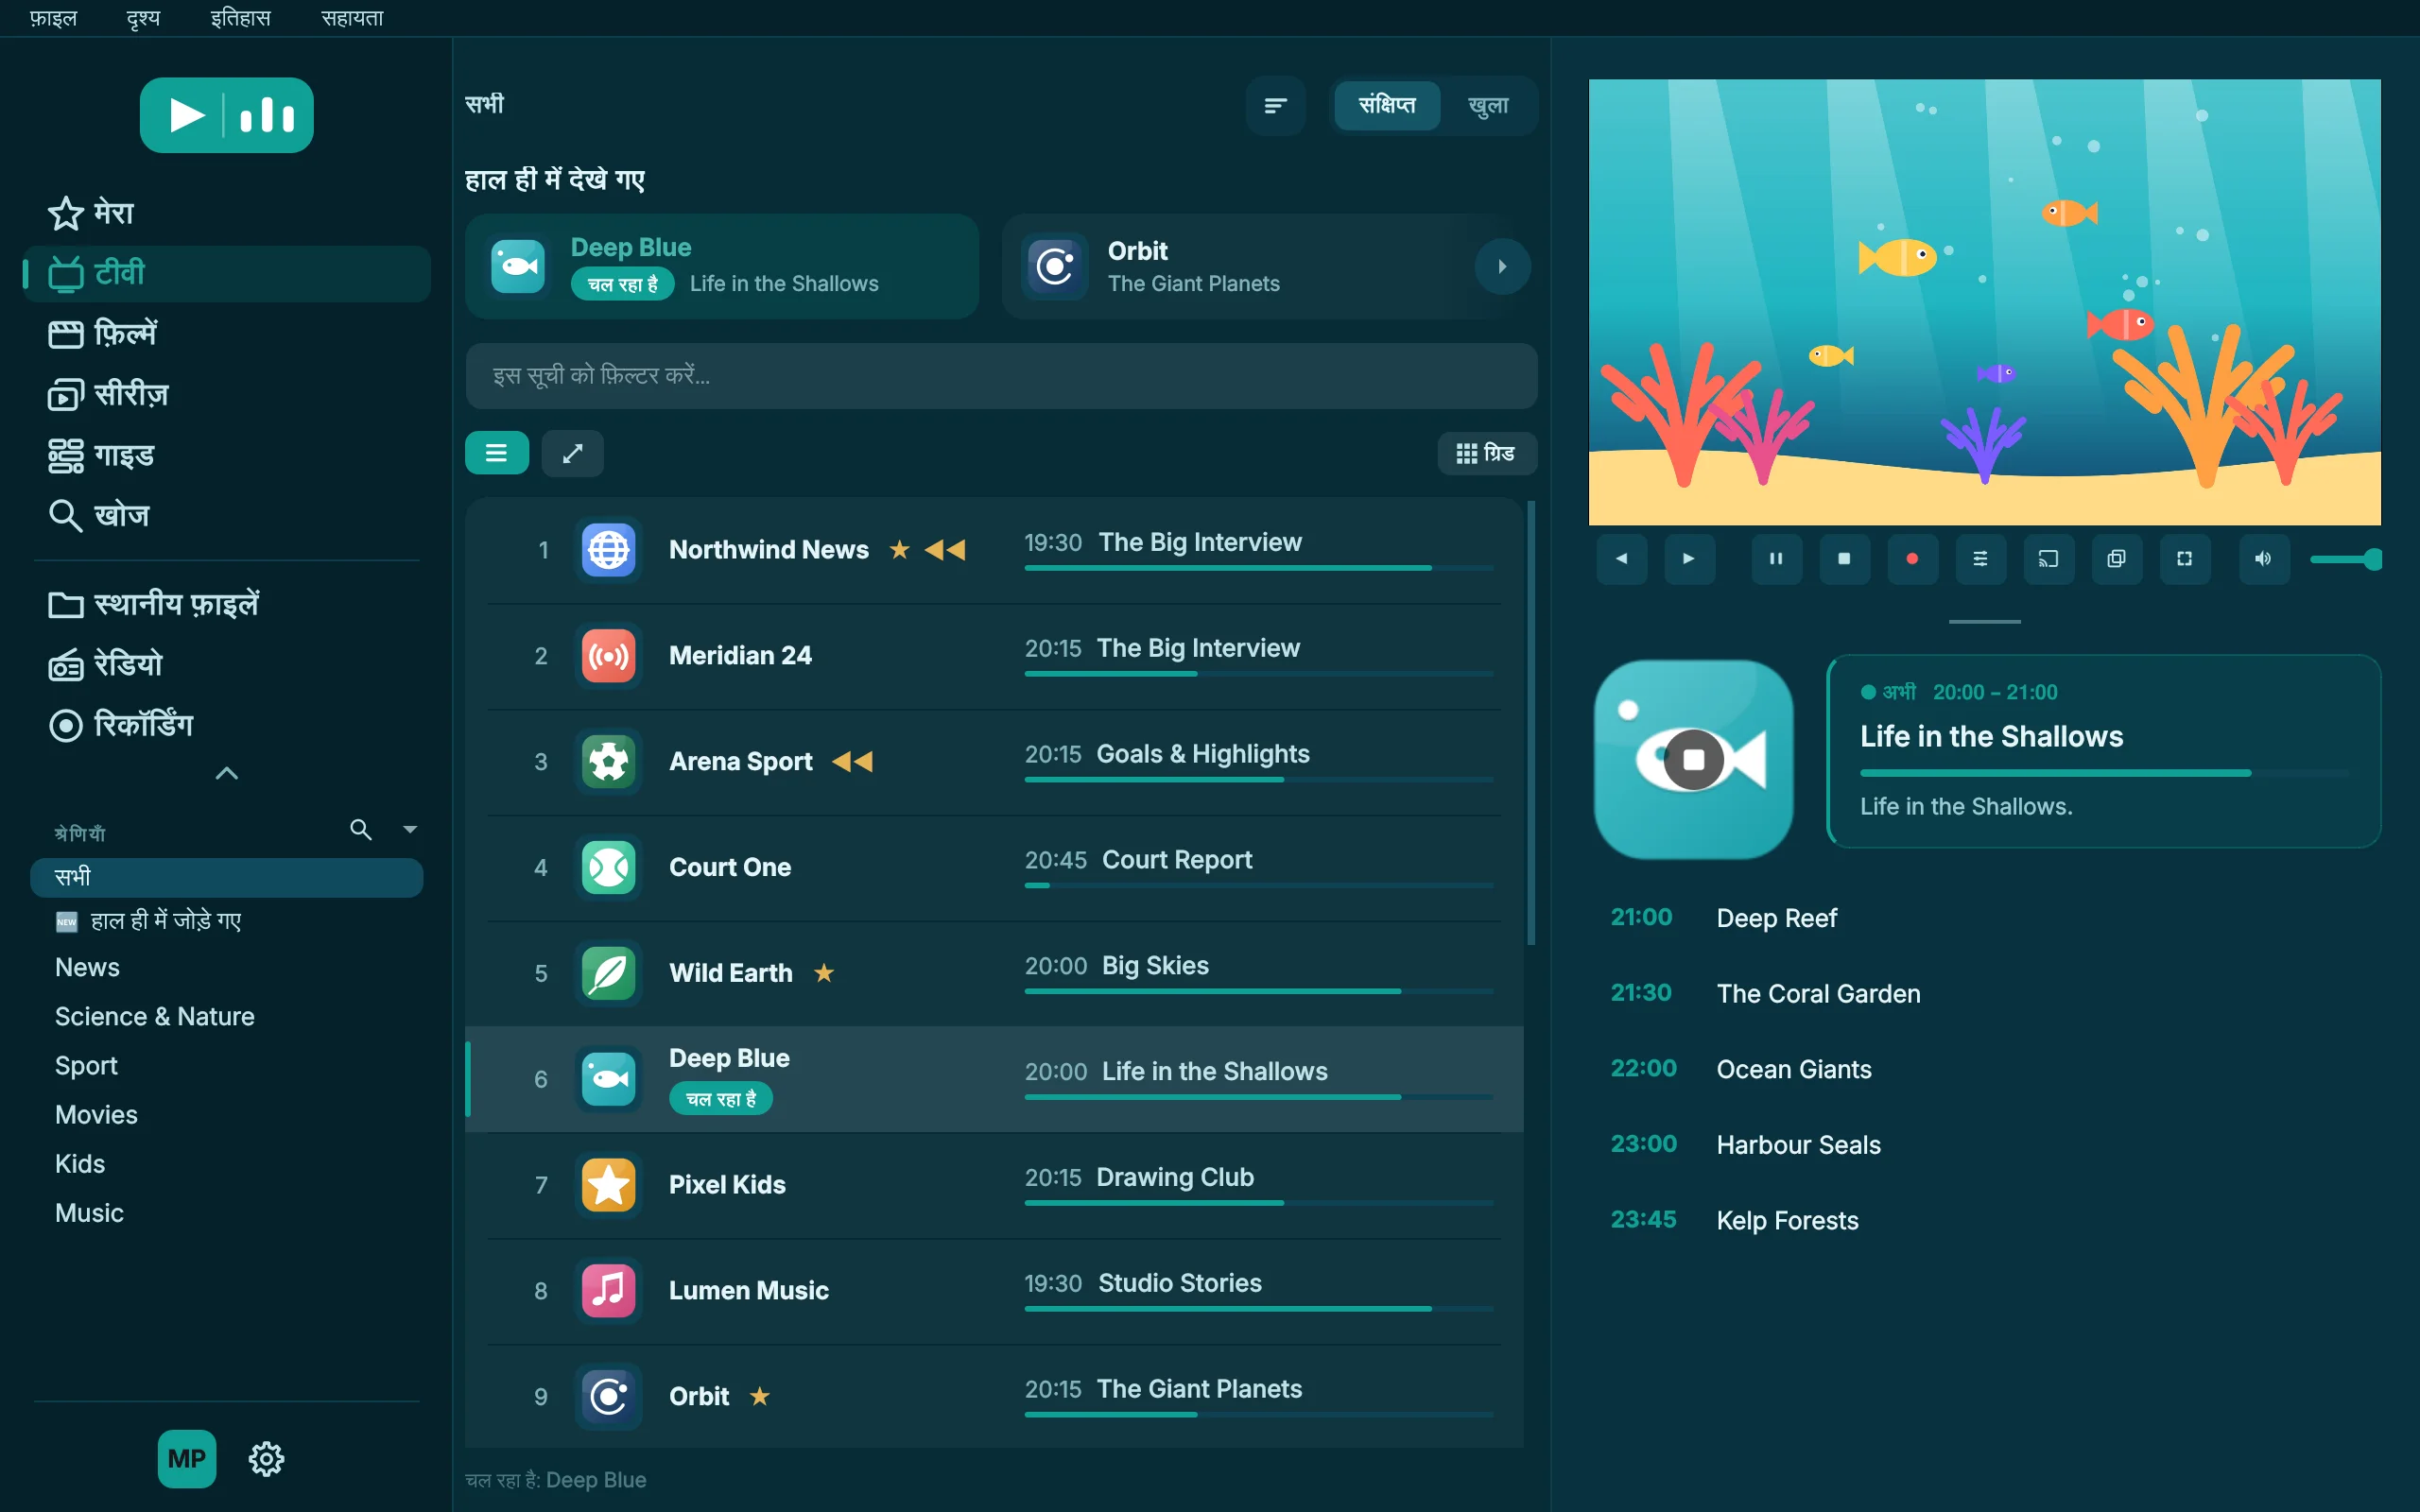 फ़ाइल दृश्य इतिहास सहायता
मेरा
टीवी
फ़िल्में
सीरीज़
गाइड
खोज
स्थानीय फ़ाइलें
रेडियो
रिकॉर्डिंग
श्रेणियाँ
सभी
NEW हाल ही में जोड़े गए
News
Science & Nature
Sport
Movies
Kids
Music
MP
सभी
संक्षिप्त खुला
हाल ही में देखे गए
Deep Blue
चल रहा है Life in the Shallows
Orbit
The Giant Planets
इस सूची को फ़िल्टर करें...
ग्रिड
1 Northwind News 19:30 The Big Interview
2 Meridian 24 20:15 The Big Interview
3 Arena Sport 20:15 Goals & Highlights
4 Court One 20:45 Court Report
5 Wild Earth 20:00 Big Skies
6 Deep Blue 20:00 Life in the Shallows
चल रहा है
7 Pixel Kids 20:15 Drawing Club
8 Lumen Music 19:30 Studio Stories
9 Orbit 20:15 The Giant Planets
चल रहा है: Deep Blue
अभी 20:00 – 21:00
Life in the Shallows
Life in the Shallows.
21:00 Deep Reef
21:30 The Coral Garden
22:00 Ocean Giants
23:00 Harbour Seals
23:45 Kelp Forests